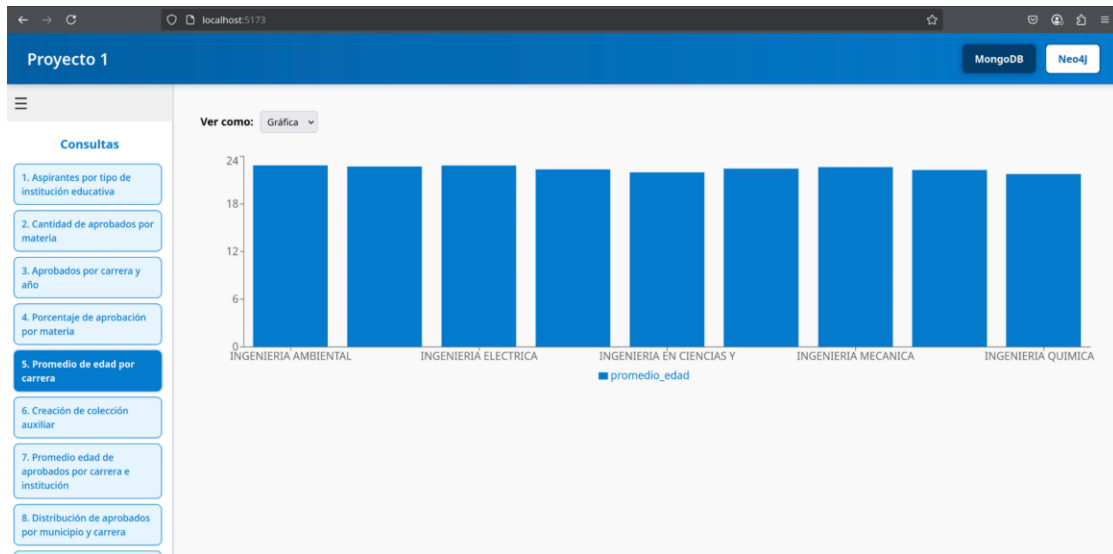 localhost:5173
Proyecto 1
MongoDB
Neo4J
Consultas
1. Aspirantes por tipo de
institución educativa
2. Cantidad de aprobados por
materia
3. Aprobados por carrera y
año
4. Porcentaje de aprobación
por materia
5. Promedio de edad por
carrera
6. Creación de colección
auxiliar
7. Promedio edad de
aprobados por carrera e
institución
8. Distribución de aprobados
por municipio y carrera
Ver como: Gráfica
24
18
12
6
0
INGENIERIA AMBIENTAL
INGENIERIA ELECTRICA
INGENIERIA EN CIENCIAS Y
INGENIERIA MECANICA
INGENIERIA QUIMICA
promedio_edad